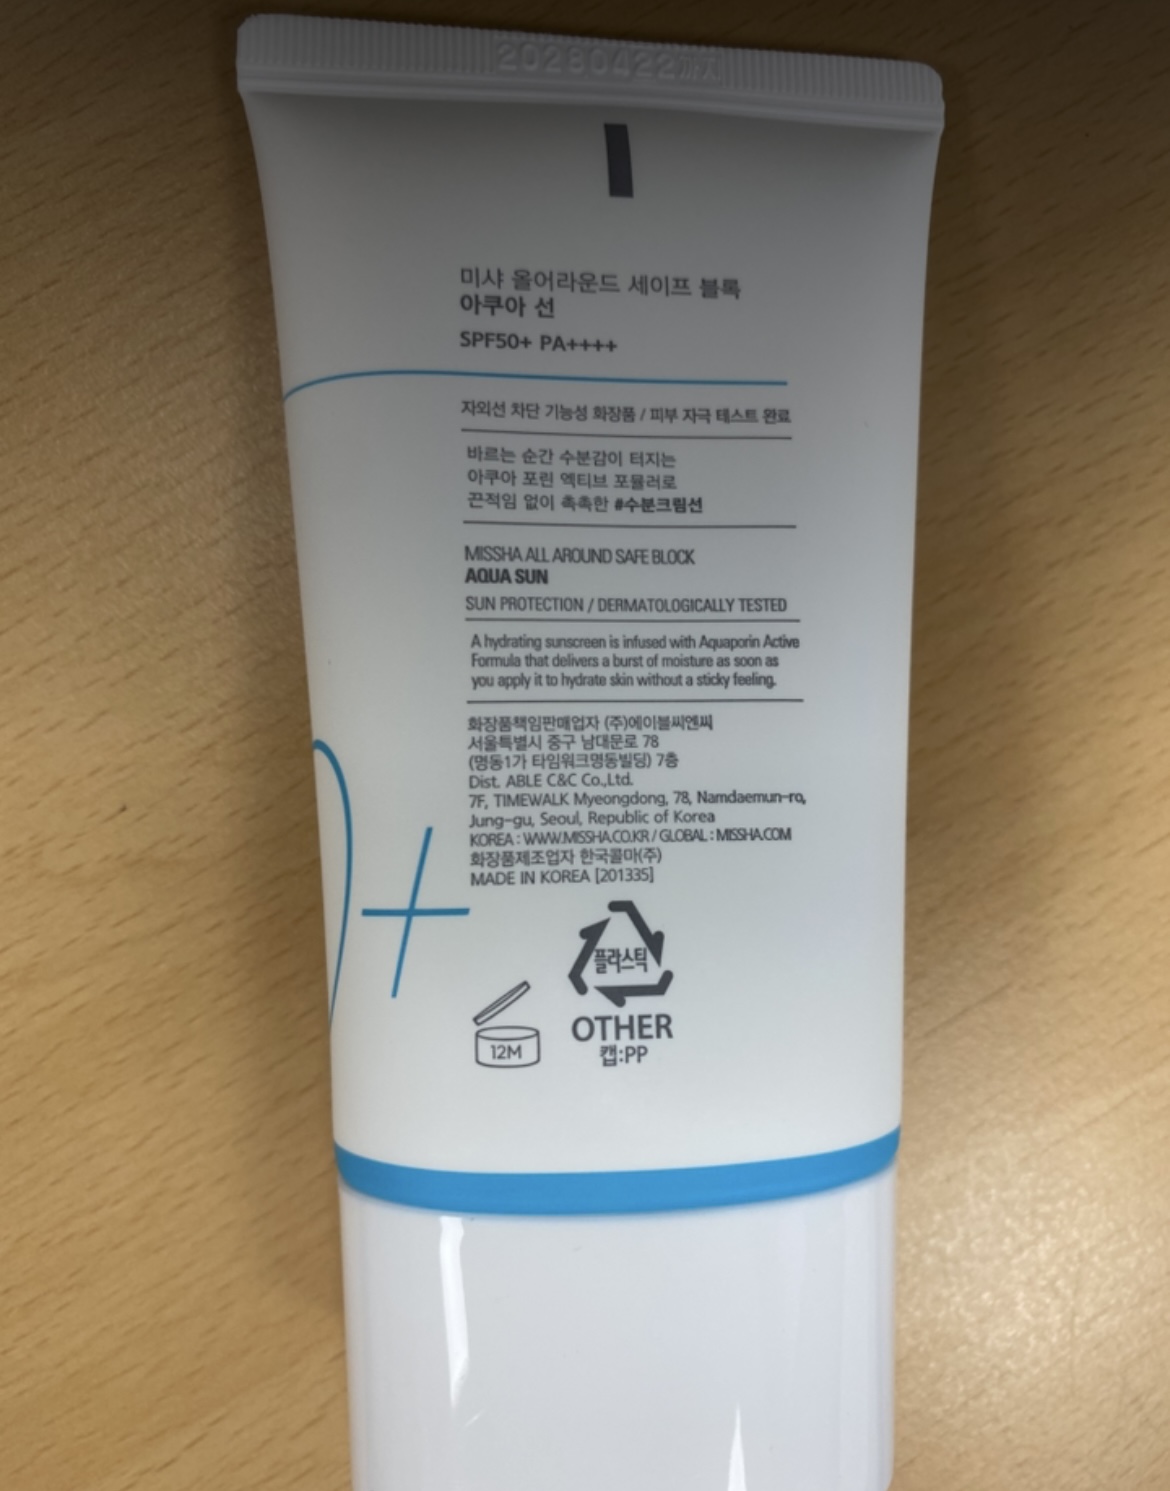 20280422까지
미샤 올어라운드 세이프 블록
아쿠아 선
SPF50+ PA++++
자외선 차단 기능성 화장품 / 피부 자극 테스트 완료
바르는 순간 수분감이 터지는
아쿠아 포린 엑티브 포뮬러로
끈적임 없이 촉촉한 #수분크림선
MISSHA ALL AROUND SAFE BLOCK
AQUA SUN
SUN PROTECTION / DERMATOLOGICALLY TESTED
A hydrating sunscreen is infused with Aquaporin Active
Formula that delivers a burst of moisture as soon as
you apply it to hydrate skin without a sticky feeling.
화장품책임판매업자 (주)에이블씨엔씨
서울특별시 중구 남대문로 78
(명동1가 타임워크명동빌딩) 7층
Dist. ABLE C&C Co.,Ltd.
7F, TIMEWALK Myeongdong, 78, Namdaemun-ro,
Jung-gu, Seoul, Republic of Korea
KOREA : WWW.MISSHA.CO.KR / GLOBAL : MISSHA.COM
화장품제조업자 한국콜마(주)
MADE IN KOREA [201335]
플라스틱
OTHER
캡:PP
12M